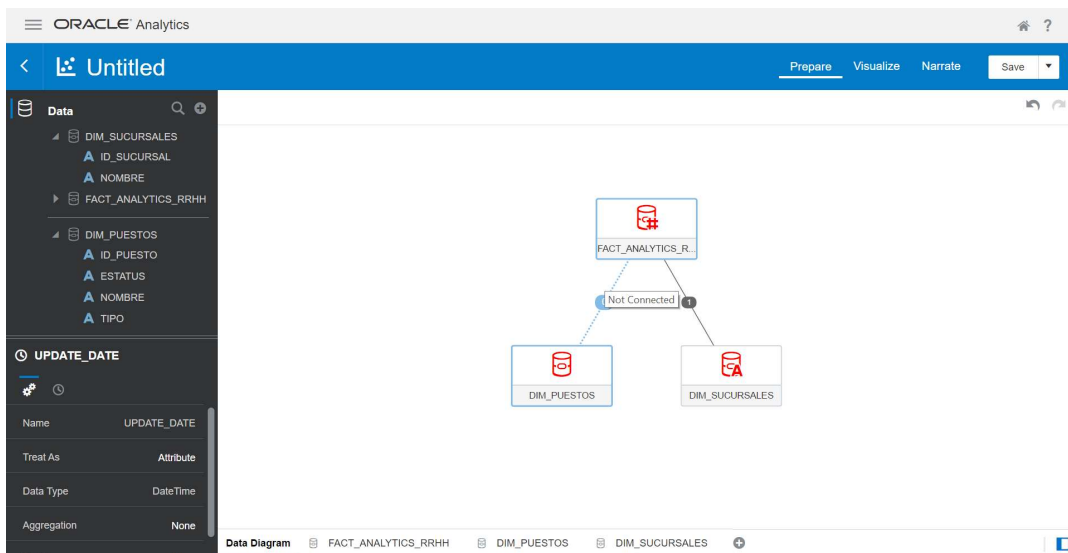 ORACLE Analytics
?
Untitled
Prepare
Visualize
Narrate
Save
Data
DIM_SUCURSALES
A ID_SUCURSAL
A NOMBRE
FACT_ANALYTICS_RRHH
DIM_PUESTOS
A ID_PUESTO
A ESTATUS
A NOMBRE
A TIPO
UPDATE_DATE
Name UPDATE_DATE
Treat As Attribute
Data Type DateTime
Aggregation None
FACT_ANALYTICS_R...
Not Connected
1
DIM_PUESTOS
DIM_SUCURSALES
Data Diagram FACT_ANALYTICS_RRHH DIM_PUESTOS DIM_SUCURSALES